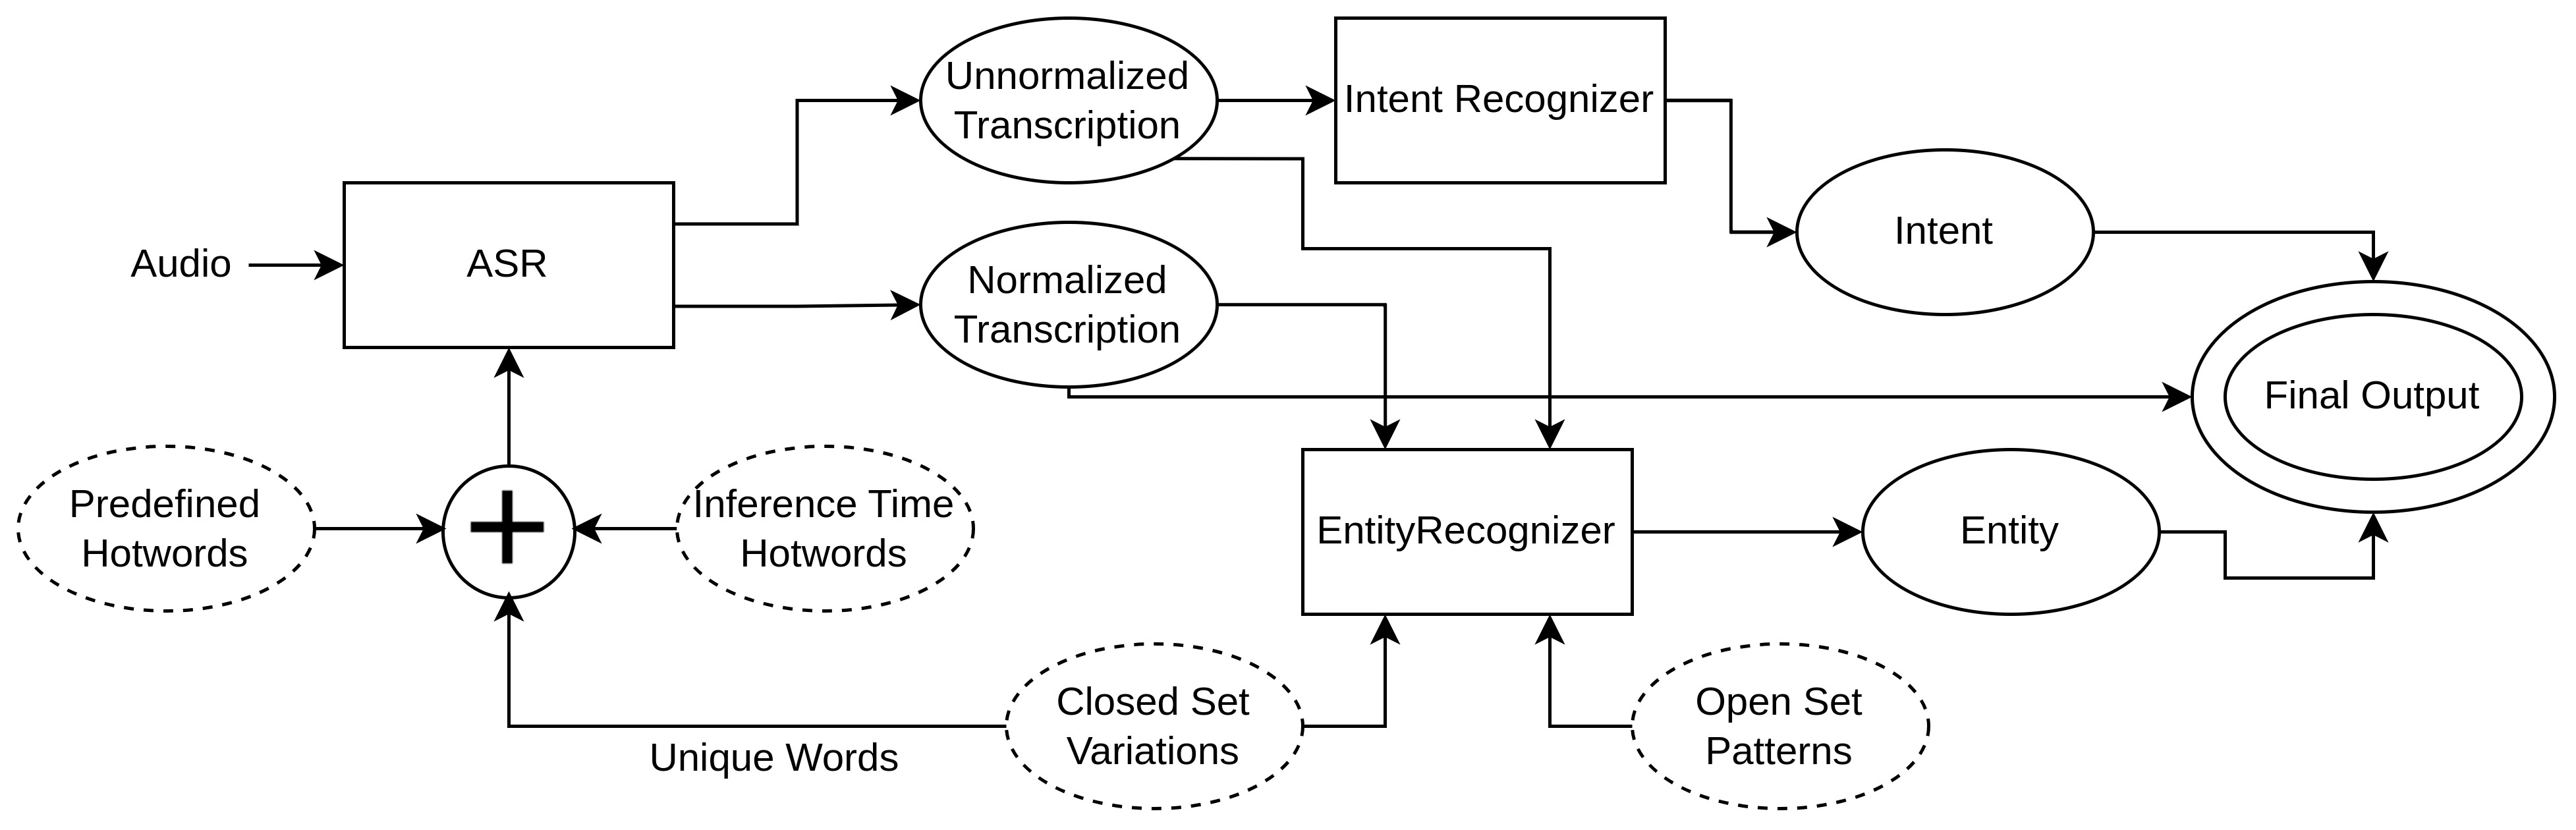 Unnormalized
Transcription
Intent Recognizer
Audio
ASR
Normalized
Transcription
Intent
Final Output
Predefined
Hotwords
Inference Time
Hotwords
EntityRecognizer
Entity
Unique Words
Closed Set
Variations
Open Set
Patterns